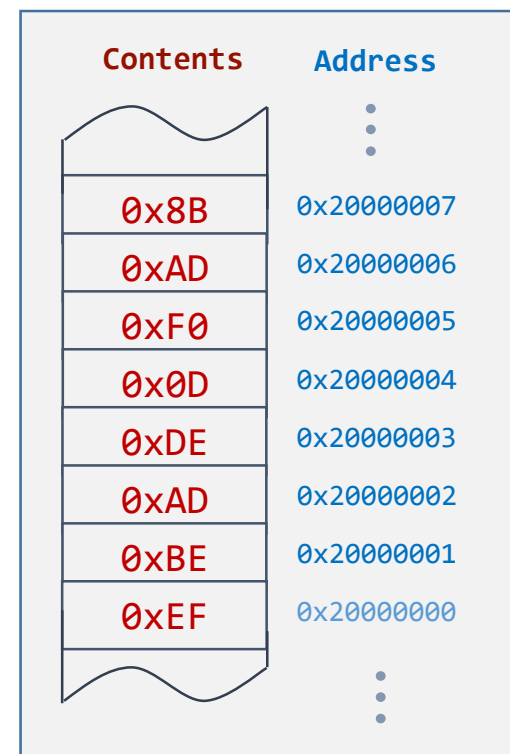 Contents Address
0x8B 0x20000007
0xAD 0x20000006
0xF0 0x20000005
0x0D 0x20000004
0xDE 0x20000003
0xAD 0x20000002
0xBE 0x20000001
0xEF 0x20000000